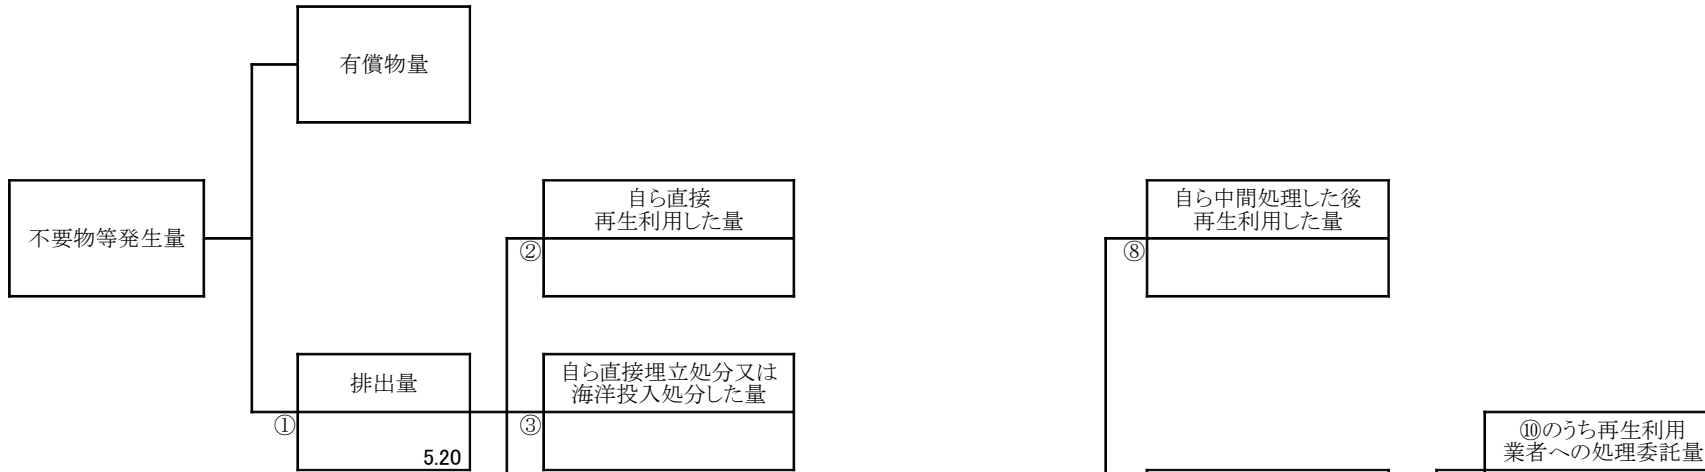 有償物量
不要物等発生量
自ら直接
再生利用した量
②
自ら中間処理した後
再生利用した量
⑧
排出量
①
5.20
自ら直接埋立処分又は
海洋投入処分した量
③
⑩のうち再生利用
業者への処理委託量